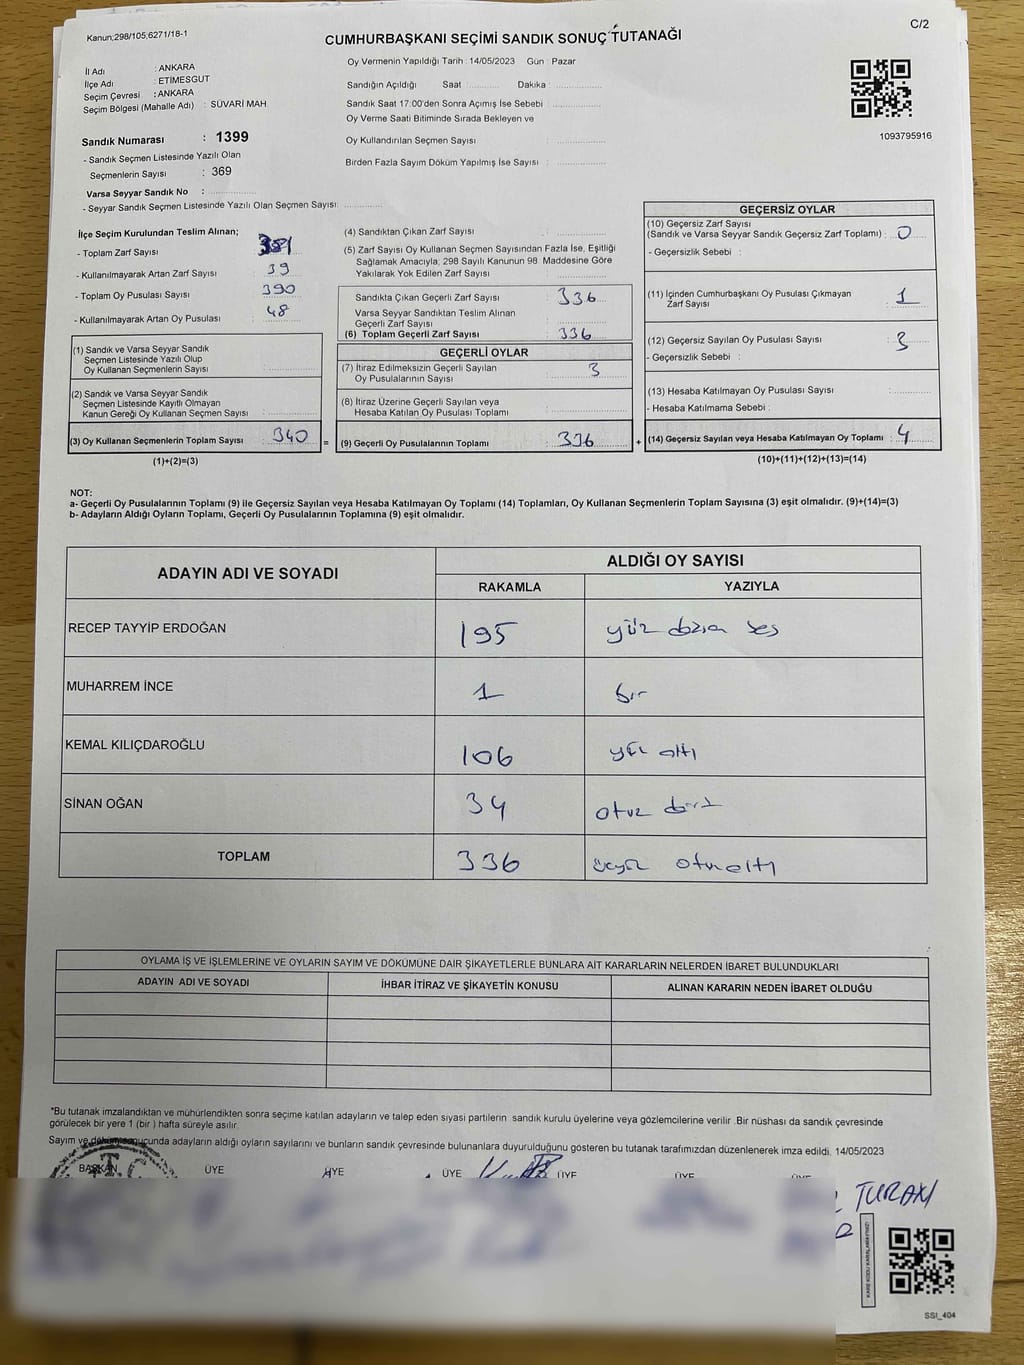 Kanun;298/105;6271/18-1
C/2
CUMHURBAŞKANI SEÇİMİ SANDIK SONUÇ TUTANAĞI
İl Adı : ANKARA
İlçe Adı : ETİMESGUT
Seçim Çevresi : ANKARA
Seçim Bölgesi (Mahalle Adı) : SÜVARİ MAH.
Sandık Numarası : 1399
- Sandık Seçmen Listesinde Yazılı Olan
Seçmenlerin Sayısı : 369
Varsa Seyyar Sandık No :
- Seyyar Sandık Seçmen Listesinde Yazılı Olan Seçmen Sayısı:
Oy Vermenin Yapıldığı Tarih : 14/05/2023 Gün : Pazar
Sandığın Açıldığı Saat : Dakika :
Sandık Saat 17:00'den Sonra Açımış İse Sebebi :
Oy Verme Saati Bitiminde Sırada Bekleyen ve
Oy Kullandırılan Seçmen Sayısı :
Birden Fazla Sayım Döküm Yapılmış İse Sayısı :
1093795916
İlçe Seçim Kurulundan Teslim Alınan;
- Toplam Zarf Sayısı :
- Kullanılmayarak Artan Zarf Sayısı : 39
- Toplam Oy Pusulası Sayısı : 390
- Kullanılmayarak Artan Oy Pusulası : 48
(1) Sandık ve Varsa Seyyar Sandık
Seçmen Listesinde Yazılı Olup
Oy Kullanan Seçmenlerin Sayısı :
(2) Sandık ve Varsa Seyyar Sandık
Seçmen Listesinde Kayıtlı Olmayan
Kanun Gereği Oy Kullanan Seçmen Sayısı :
(3) Oy Kullanan Seçmenlerin Toplam Sayısı : 340
(1)+(2)=(3)
(4) Sandıktan Çıkan Zarf Sayısı :
(5) Zarf Sayısı Oy Kullanan Seçmen Sayısından Fazla İse, Eşitliği
Sağlamak Amacıyla; 298 Sayılı Kanunun 98. Maddesine Göre
Yakılarak Yok Edilen Zarf Sayısı :
Sandıkta Çıkan Geçerli Zarf Sayısı : 336
Varsa Seyyar Sandıktan Teslim Alınan
Geçerli Zarf Sayısı :
(6) Toplam Geçerli Zarf Sayısı : 336
GEÇERLİ OYLAR
(7) İtiraz Edilmeksizin Geçerli Sayılan
Oy Pusulalarının Sayısı : 3
(8) İtiraz Üzerine Geçerli Sayılan veya
Hesaba Katılan Oy Pusulası Toplamı :
= (9) Geçerli Oy Pusulalarının Toplamı : 336
GEÇERSİZ OYLAR
(10) Geçersiz Zarf Sayısı
(Sandık ve Varsa Seyyar Sandık Geçersiz Zarf Toplamı) : 0
- Geçersizlik Sebebi :
(11) İçinden Cumhurbaşkanı Oy Pusulası Çıkmayan
Zarf Sayısı : 1
(12) Geçersiz Sayılan Oy Pusulası Sayısı : 3
- Geçersizlik Sebebi :
(13) Hesaba Katılmayan Oy Pusulası Sayısı :
- Hesaba Katılmama Sebebi :
+ (14) Geçersiz Sayılan veya Hesaba Katılmayan Oy Toplamı : 4
(10)+(11)+(12)+(13)=(14)
NOT:
a- Geçerli Oy Pusulalarının Toplamı (9) ile Geçersiz Sayılan veya Hesaba Katılmayan Oy Toplamı (14) Toplamları, Oy Kullanan Seçmenlerin Toplam Sayısına (3) eşit olmalıdır. (9)+(14)=(3)
b- Adayların Aldığı Oyların Toplamı, Geçerli Oy Pusulalarının Toplamına (9) eşit olmalıdır.
ADAYIN ADI VE SOYADI
ALDIĞI OY SAYISI
RAKAMLA YAZIYLA
RECEP TAYYİP ERDOĞAN 195 yüz doksan beş
MUHARREM İNCE 1 bir
KEMAL KILIÇDAROĞLU 106 yüz altı
SİNAN OĞAN 34 otuz dört
TOPLAM 336 üçyüz otuzaltı
OYLAMA İŞ VE İŞLEMLERİNE VE OYLARIN SAYIM VE DÖKÜMÜNE DAİR ŞİKAYETLERLE BUNLARA AİT KARARLARIN NELERDEN İBARET BULUNDUKLARI
ADAYIN ADI VE SOYADI İHBAR İTİRAZ VE ŞİKAYETİN KONUSU ALINAN KARARIN NEDEN İBARET OLDUĞU
*Bu tutanak imzalandıktan ve mühürlendikten sonra seçime katılan adayların ve talep eden siyasi partilerin sandık kurulu üyelerine veya gözlemcilerine verilir. Bir nüshası da sandık çevresinde
görülecek bir yere 1 (bir) hafta süreyle asılır.
Sayım ve döküm sonucunda adayların aldığı oyların sayılarını ve bunların sandık çevresinde bulunanlara duyurulduğunu gösteren bu tutanak tarafımızdan düzenlenerek imza edildi. 14/05/2023
BAŞKAN ÜYE ÜYE ÜYE ÜYE ÜYE ÜYE
T.C.
TURAN
SSI_404